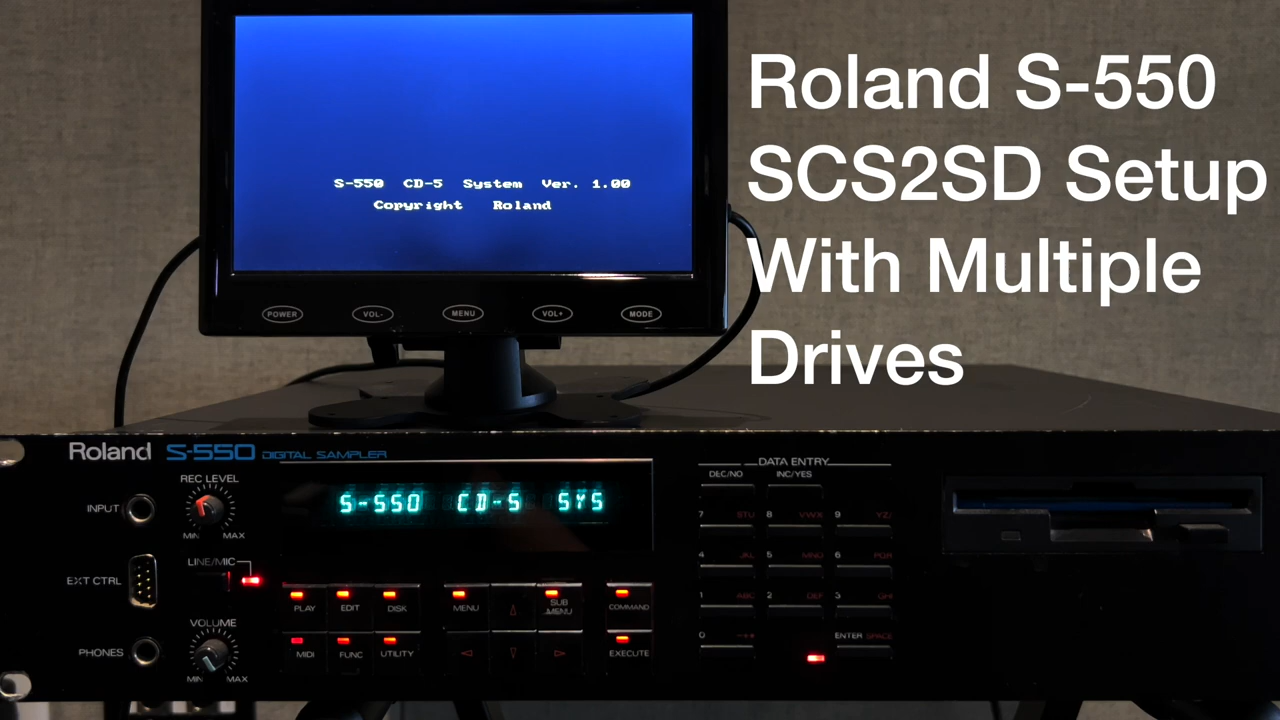 Roland S-550
SCS2SD Setup
With Multiple
Drives
S-550 CD-5 System Ver. 1.00
Copyright Roland
POWER VOL- MENU VOL+ MODE
Roland S-550 DIGITAL SAMPLER
REC LEVEL
INPUT
MIN MAX
LINE/MIC
EXT CTRL
VOLUME
PHONES
MIN MAX
S-550 CD-5 SYS
PLAY EDIT DISK MENU SUB MENU COMMAND
MIDI FUNC UTILITY EXECUTE
DATA ENTRY
DEC/NO INC/YES
7 STU 8 VWX 9 YZ/
4 JKL 5 MNO 6 PQR
1 ABC 2 DEF 3 GHI
0 ENTER SPACE